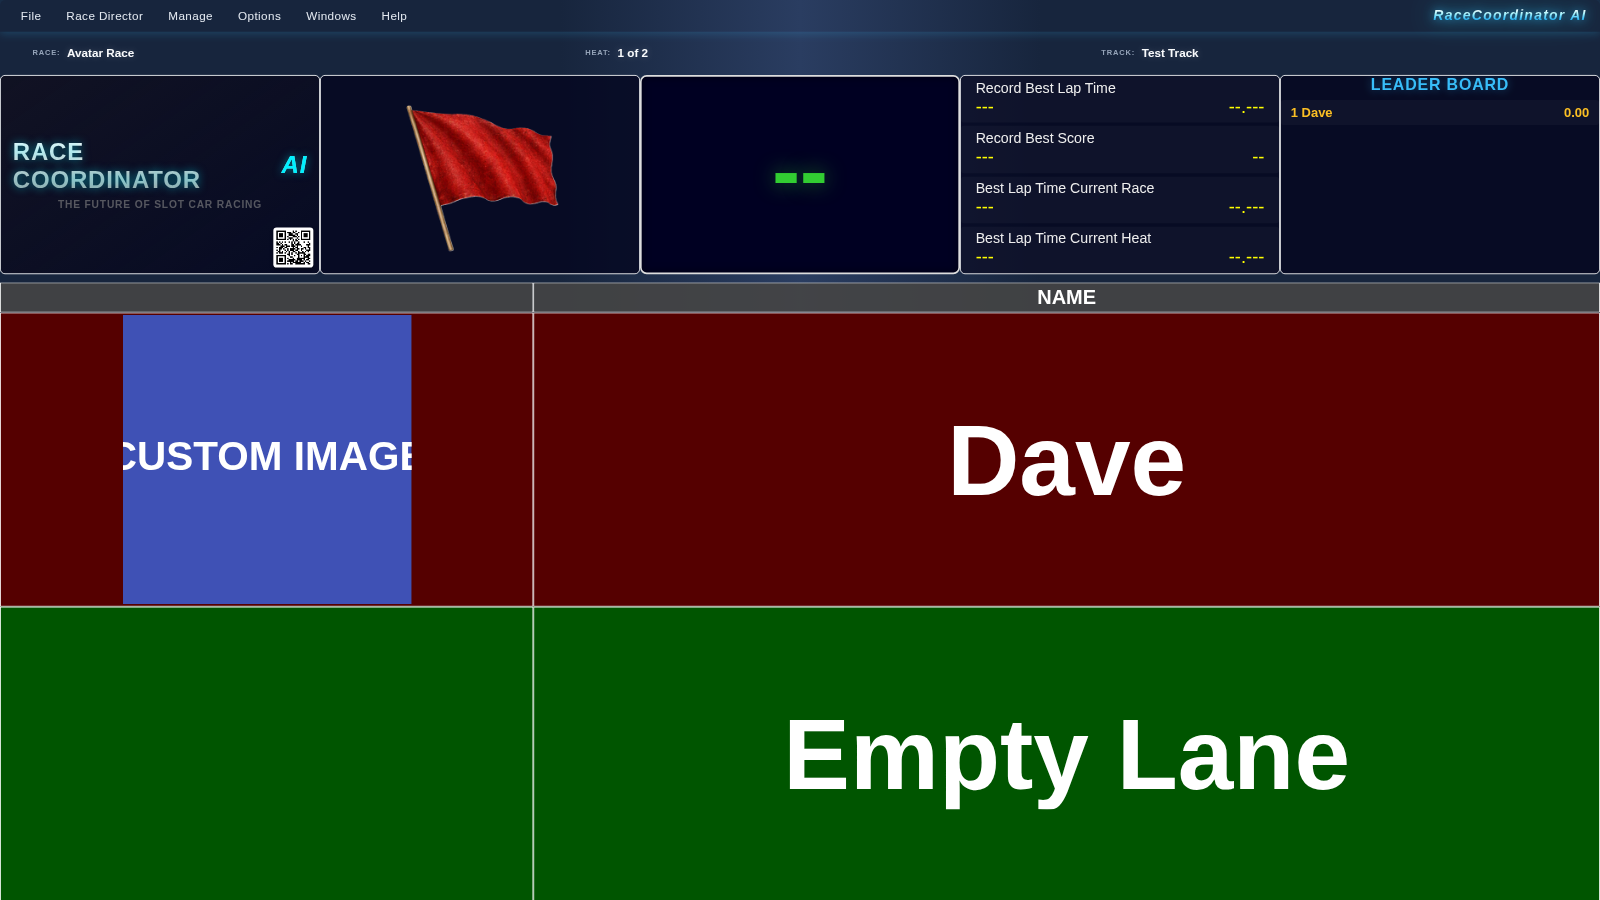 File Race Director Manage Options Windows Help RaceCoordinator AI
RACE: Avatar Race HEAT: 1 of 2 TRACK: Test Track
RACE
COORDINATOR
AI
THE FUTURE OF SLOT CAR RACING
--
Record Best Lap Time
--- --.---
Record Best Score
--- --
Best Lap Time Current Race
--- --.---
Best Lap Time Current Heat
--- --.---
LEADER BOARD
1 Dave 0.00
NAME
CUSTOM IMAGE
Dave
Empty Lane